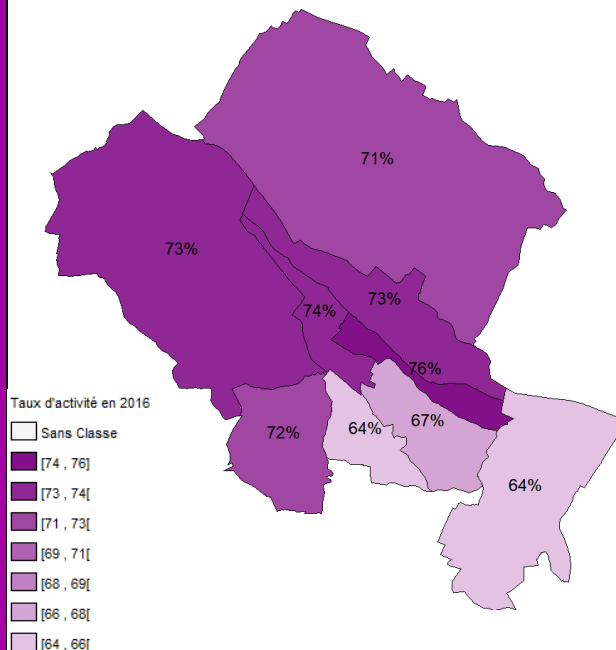 71%
73%
73%
74%
76%
72%
64%
67%
64%
Taux d'activité en 2016
Sans Classe
[74 , 76]
[73 , 74[
[71 , 73[
[69 , 71[
[68 , 69[
[66 , 68[
[64 , 66[